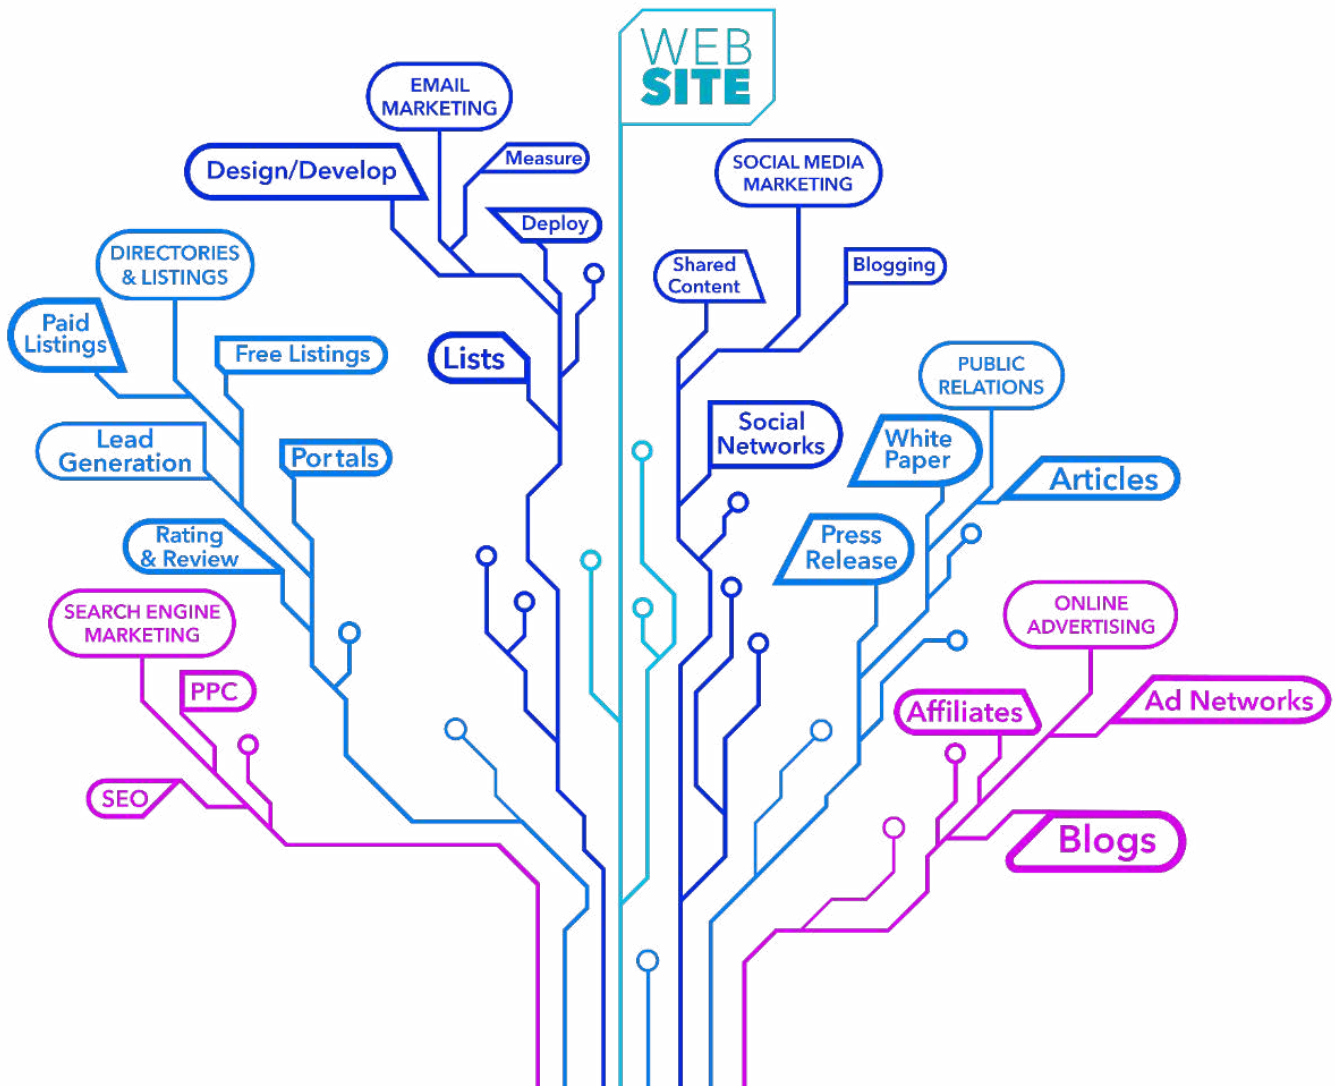 WEB
SITE
EMAIL
MARKETING
Design/Develop
Measure
Deploy
Lists
SOCIAL MEDIA
MARKETING
Shared
Content
Blogging
Social
Networks
DIRECTORIES
& LISTINGS
Paid
Listings
Free Listings
Lead
Generation
Portals
Rating
& Review
PUBLIC
RELATIONS
White
Paper
Articles
Press
Release
SEARCH ENGINE
MARKETING
PPC
SEO
ONLINE
ADVERTISING
Affiliates
Ad Networks
Blogs